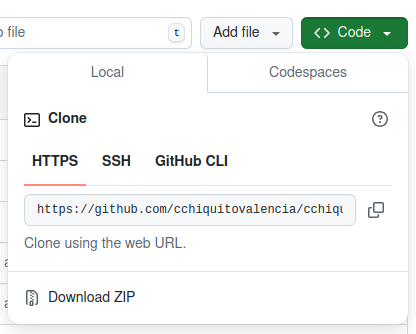 file
t
Add file
Code
Local
Codespaces
Clone
HTTPS
SSH
GitHub CLI
https://github.com/cchiquitovalencia/cchiqu
Clone using the web URL.
Download ZIP